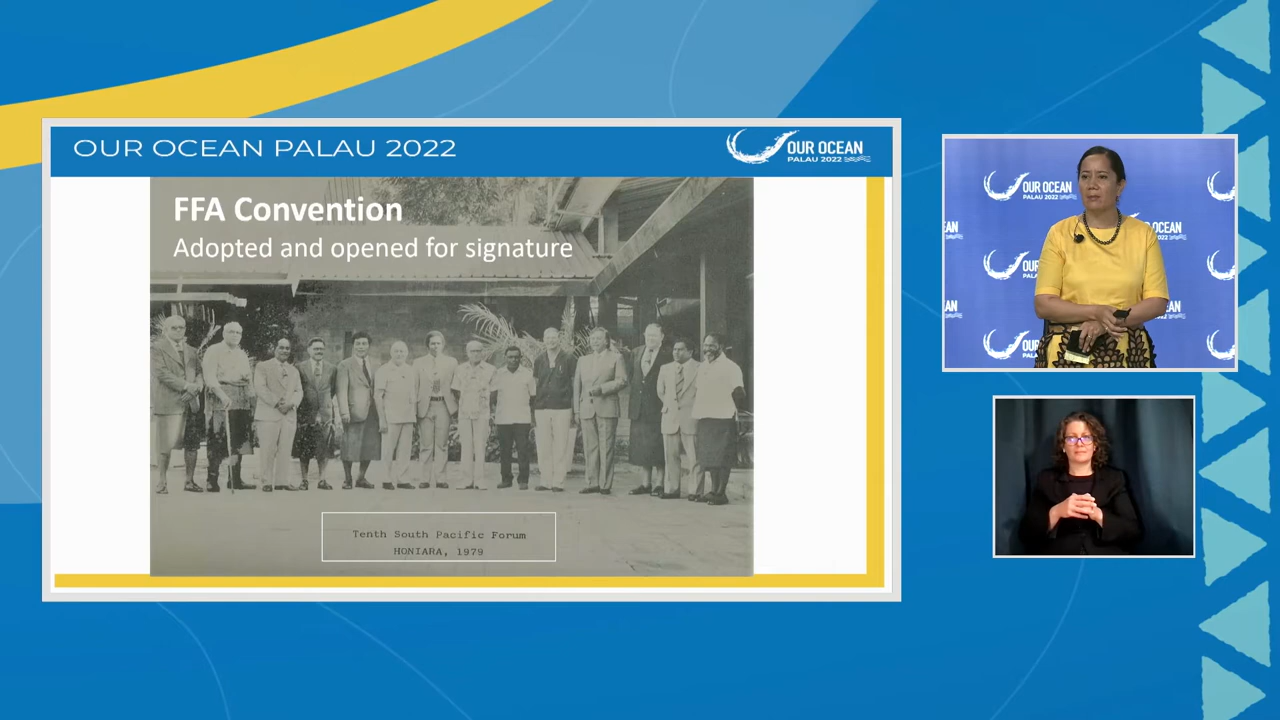 OUR OCEAN PALAU 2022
OUR OCEAN
PALAU 2022
FFA Convention
Adopted and opened for signature
Tenth South Pacific Forum
HONIARA, 1979
OUR OCEAN
PALAU 2022